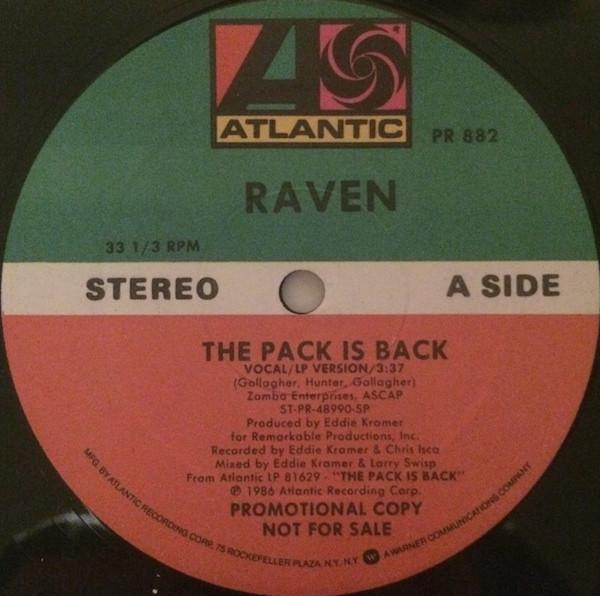 ATLANTIC
PR 882
RAVEN
33 1/3 RPM
STEREO
A SIDE
THE PACK IS BACK
VOCAL/LP VERSION/3:37
(Gallagher, Hunter, Gallagher)
Zomba Enterprises, ASCAP
ST-PR-48990-SP
Produced by Eddie Kramer
for Remarkable Productions, Inc.
Recorded by Eddie Kramer & Chris Isca
Mixed by Eddie Kramer & Larry Swisp
From Atlantic LP 81629 - "THE PACK IS BACK"
℗ 1986 Atlantic Recording Corp.
PROMOTIONAL COPY
NOT FOR SALE
MFG. BY ATLANTIC RECORDING CORP., 75 ROCKEFELLER PLAZA, N.Y., N.Y. W A WARNER COMMUNICATIONS COMPANY